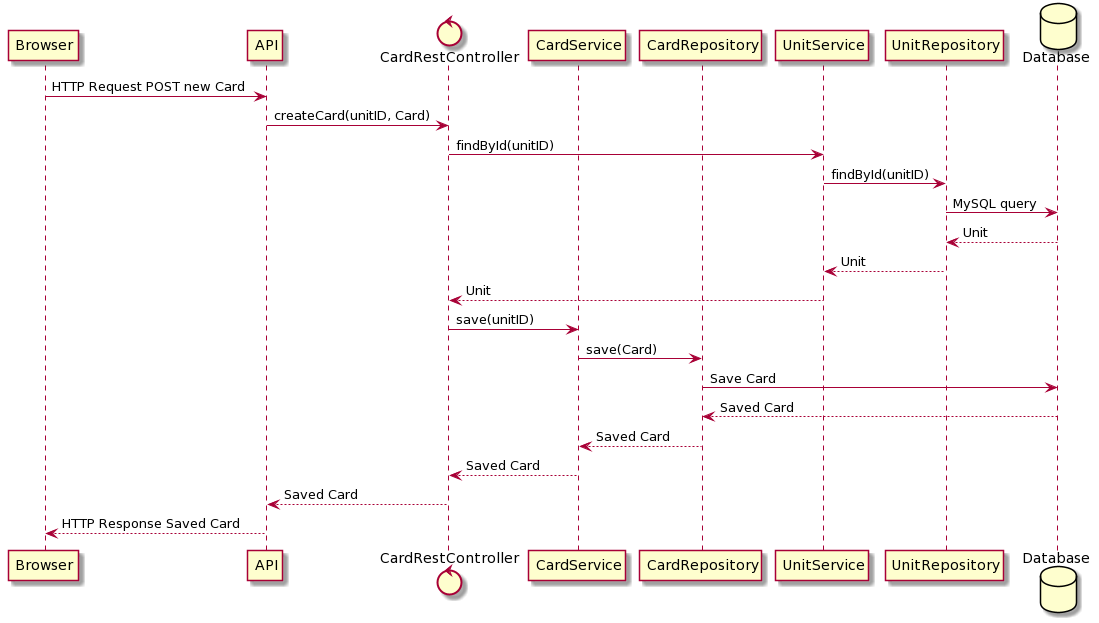 Browser
API
CardRestController
CardService
CardRepository
UnitService
UnitRepository
Database
HTTP Request POST new Card
createCard(unitID, Card)
findById(unitID)
findById(unitID)
MySQL query
Unit
Unit
Unit
save(unitID)
save(Card)
Save Card
Saved Card
Saved Card
Saved Card
Saved Card
HTTP Response Saved Card
Browser
API
CardRestController
CardService
CardRepository
UnitService
UnitRepository
Database